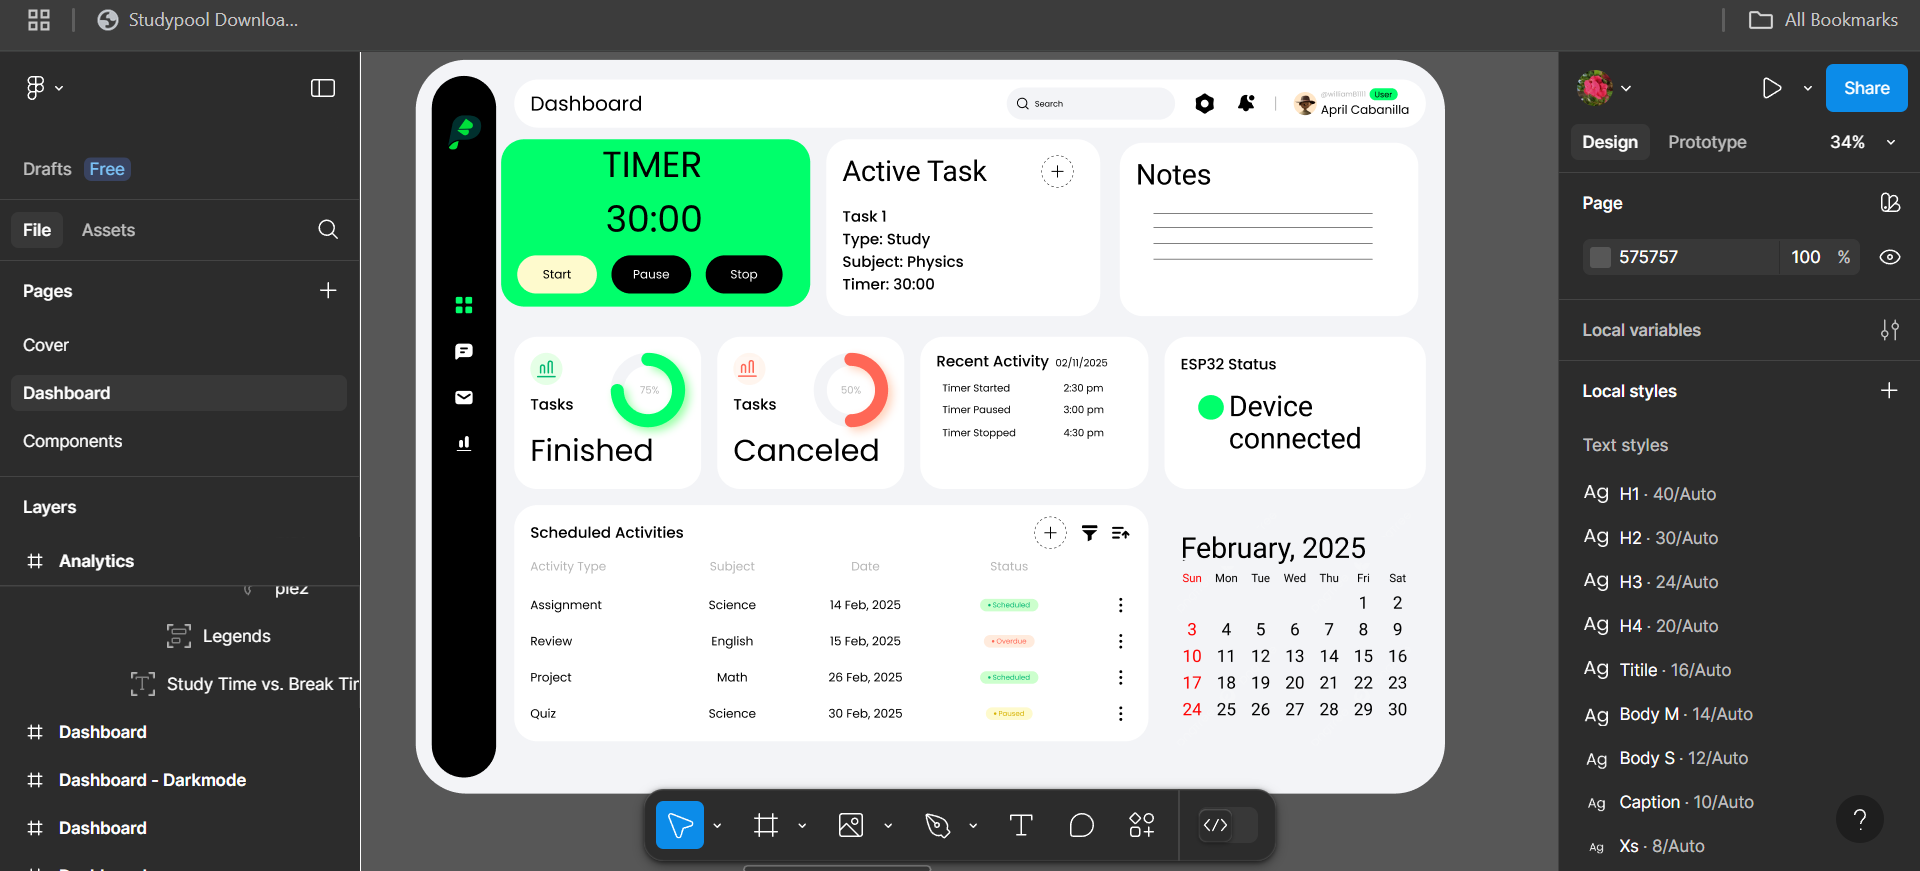 Studypool Downloa...
All Bookmarks
Drafts Free
File Assets
Pages
Cover
Dashboard
Components
Layers
Analytics
pie2
Legends
Study Time vs. Break Tir
Dashboard
Dashboard - Darkmode
Dashboard
Dashboard
Search
@williamB1111 User
April Cabanilla
TIMER
30:00
Start Pause Stop
Active Task
Task 1
Type: Study
Subject: Physics
Timer: 30:00
Notes
75%
Tasks
Finished
50%
Tasks
Canceled
Recent Activity 02/11/2025
Timer Started 2:30 pm
Timer Paused 3:00 pm
Timer Stopped 4:30 pm
ESP32 Status
Device
connected
Scheduled Activities
Activity Type Subject Date Status
Assignment Science 14 Feb, 2025 • Scheduled
Review English 15 Feb, 2025 • Overdue
Project Math 26 Feb, 2025 • Scheduled
Quiz Science 30 Feb, 2025 • Paused
February, 2025
Sun Mon Tue Wed Thu Fri Sat
1 2
3 4 5 6 7 8 9
10 11 12 13 14 15 16
17 18 19 20 21 22 23
24 25 26 27 28 29 30
Share
Design Prototype 34%
Page
575757 100 %
Local variables
Local styles
Text styles
Ag H1 · 40/Auto
Ag H2 · 30/Auto
Ag H3 · 24/Auto
Ag H4 · 20/Auto
Ag Titile · 16/Auto
Ag Body M · 14/Auto
Ag Body S · 12/Auto
Ag Caption · 10/Auto
Ag Xs · 8/Auto
?